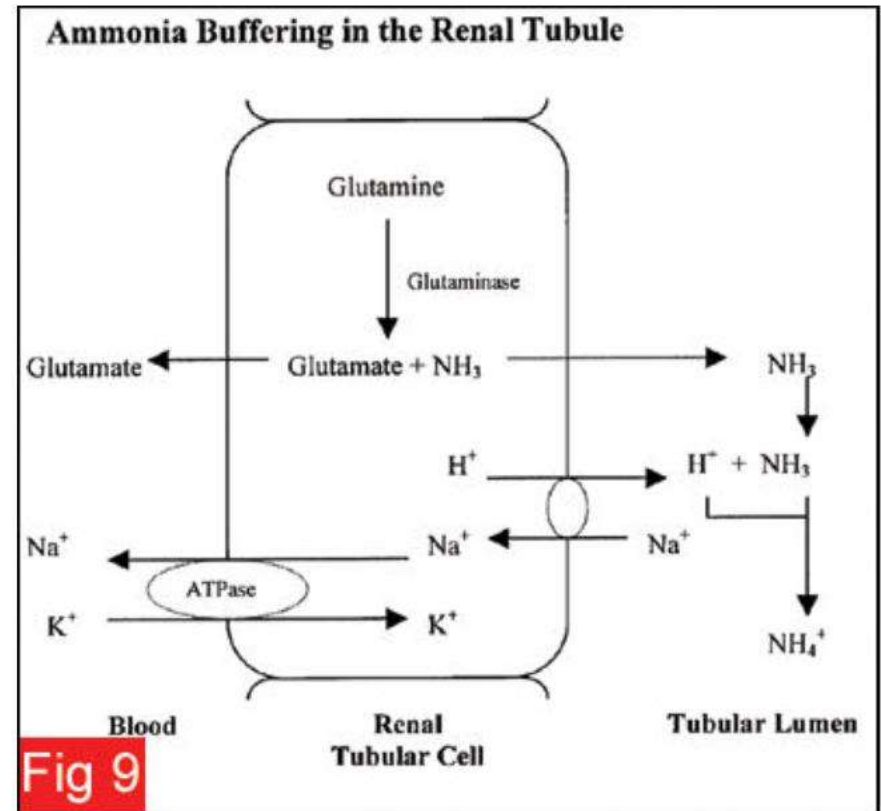 Ammonia Buffering in the Renal Tubule
Glutamine
Glutaminase
Glutamate
Glutamate + NH₃
NH₃
H⁺
H⁺ + NH₃
Na⁺
Na⁺
Na⁺
ATPase
K⁺
K⁺
NH₄⁺
Blood
Renal
Tubular Cell
Tubular Lumen
Fig 9